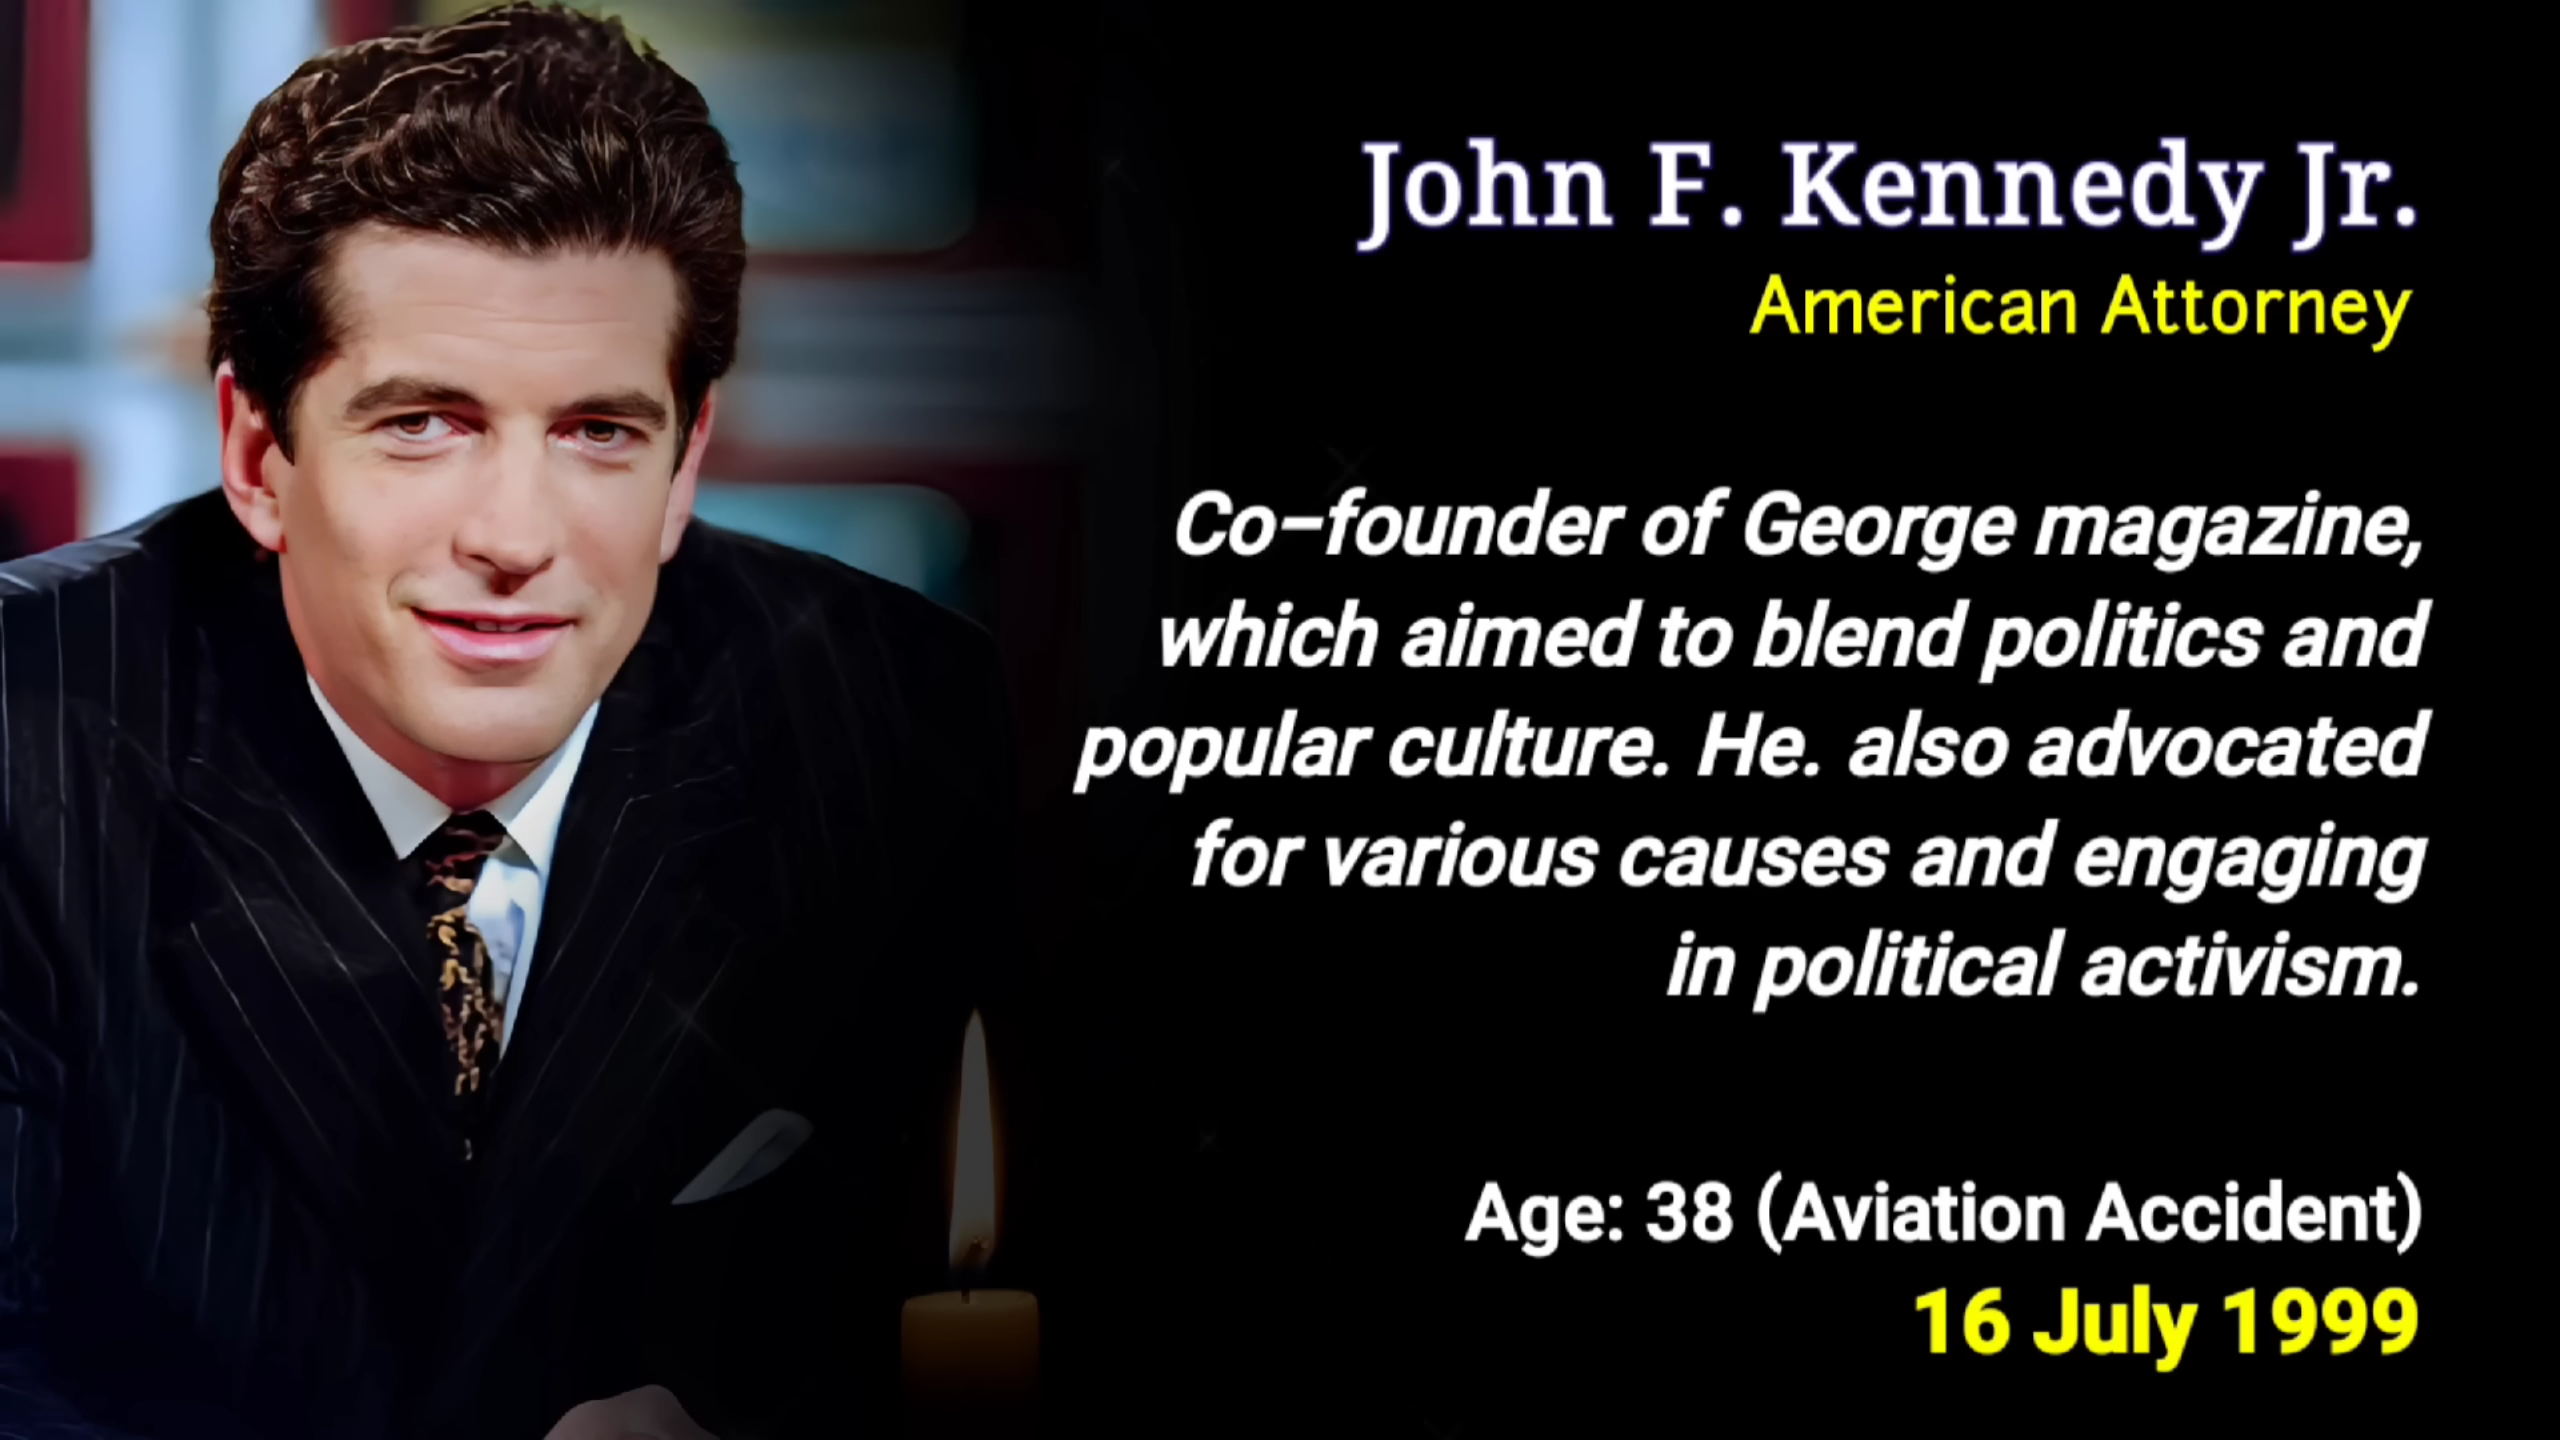 John F. Kennedy Jr.
American Attorney
Co-founder of George magazine,
which aimed to blend politics and
popular culture. He. also advocated
for various causes and engaging
in political activism.
Age: 38 (Aviation Accident)
16 July 1999